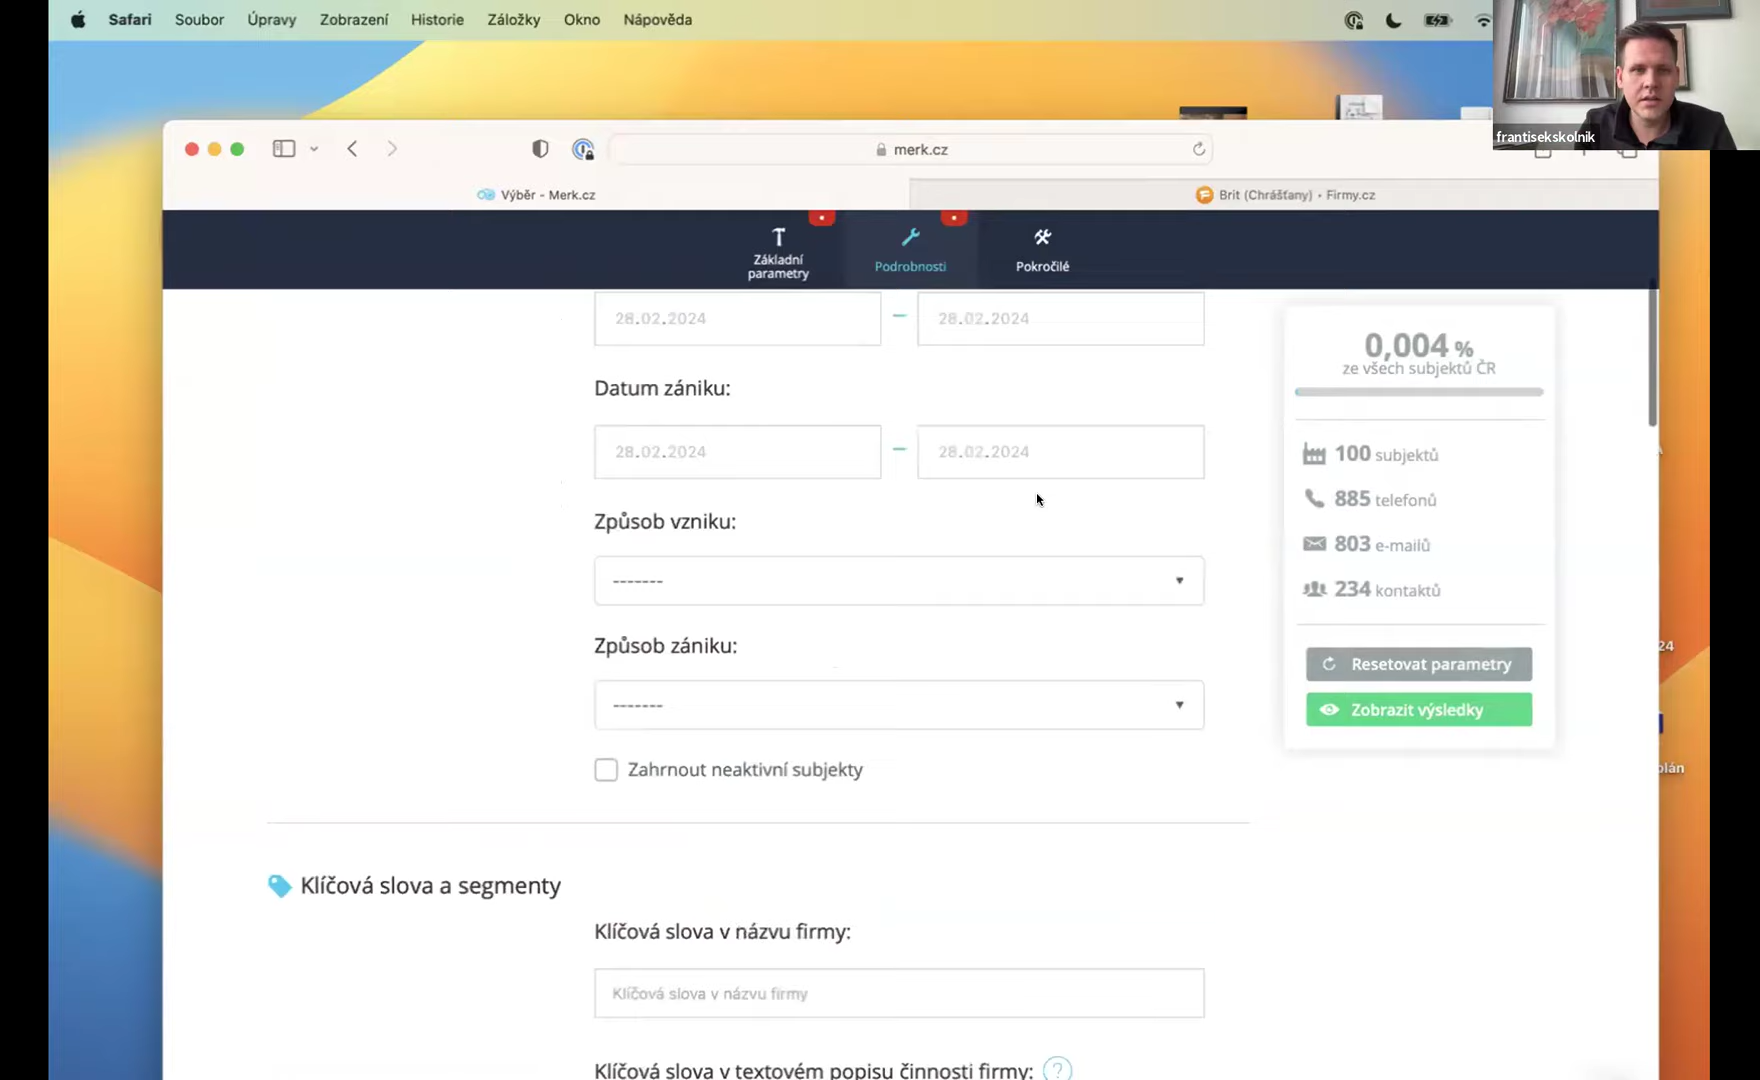 Safari Soubor Úpravy Zobrazení Historie Záložky Okno Nápověda
frantisekskolnik
merk.cz
Výběr - Merk.cz
Brit (Chrášťany) • Firmy.cz
Základní
parametry
Podrobnosti
Pokročilé
28.02.2024 – 28.02.2024
Datum zániku:
28.02.2024 – 28.02.2024
Způsob vzniku:
-------
Způsob zániku:
-------
Zahrnout neaktivní subjekty
0,004 %
ze všech subjektů ČR
100 subjektů
885 telefonů
803 e-mailů
234 kontaktů
Resetovat parametry
Zobrazit výsledky
24
plán
Klíčová slova a segmenty
Klíčová slova v názvu firmy:
Klíčová slova v názvu firmy
Klíčová slova v textovém popisu činnosti firmy: ?